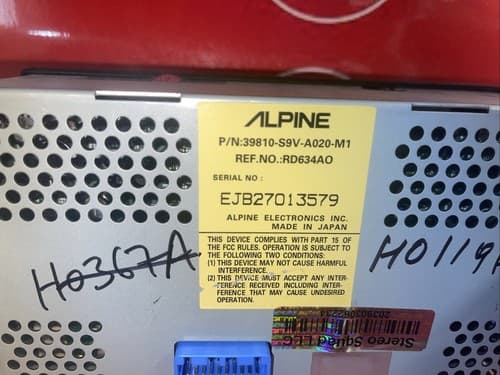 ALPINE
P/N:39810-S9V-A020-M1
REF.NO.:RD634AO
SERIAL NO :
EJB27013579
ALPINE ELECTRONICS INC.
MADE IN JAPAN
THIS DEVICE COMPLIES WITH PART 15 OF
THE FCC RULES. OPERATION IS SUBJECT TO
THE FOLLOWING TWO CONDITIONS:
(1) THIS DEVICE MAY NOT CAUSE HARMFUL
INTERFERENCE.
(2) THIS DEVICE MUST ACCEPT ANY INTER-
FERENCE RECEIVED INCLUDING INTER-
FERENCE THAT MAY CAUSE UNDESIRED
OPERATION.
H0367A
H0119
Stereo Squad LLC